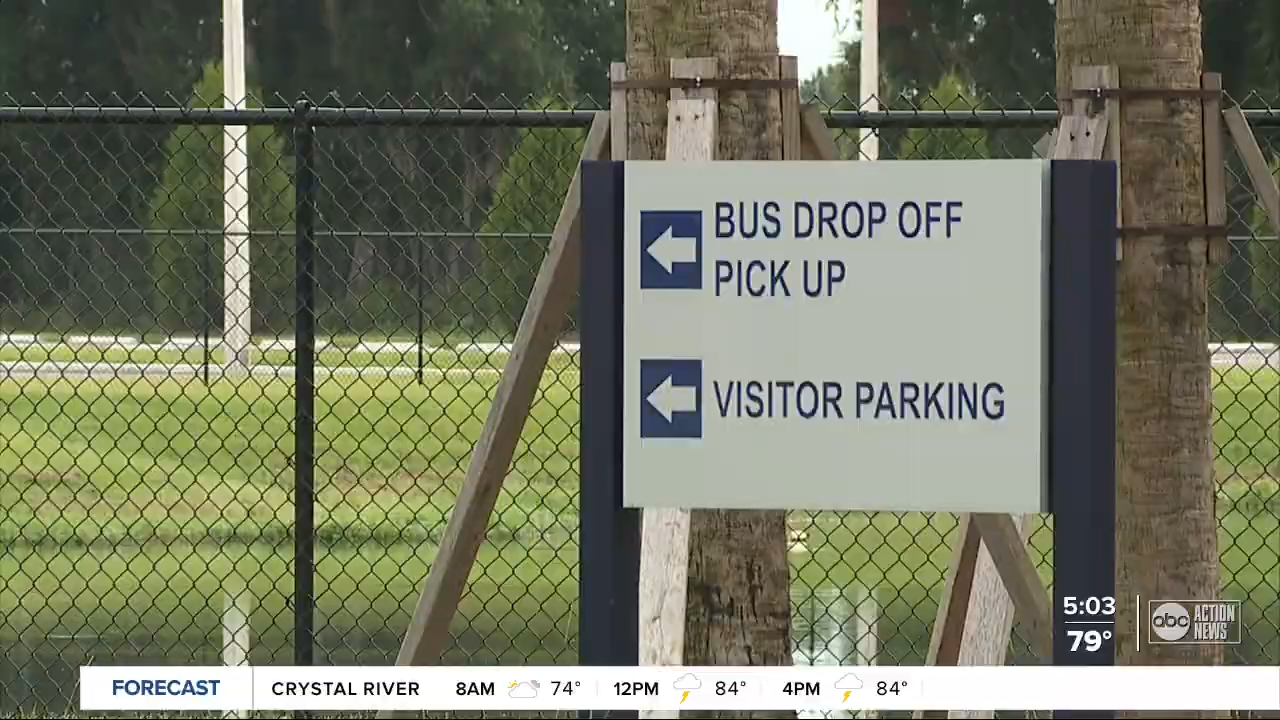 BUS DROP OFF
PICK UP
VISITOR PARKING
5:03
79°
abc ACTION NEWS
FORECAST CRYSTAL RIVER 8AM 74° 12PM 84° 4PM 84°